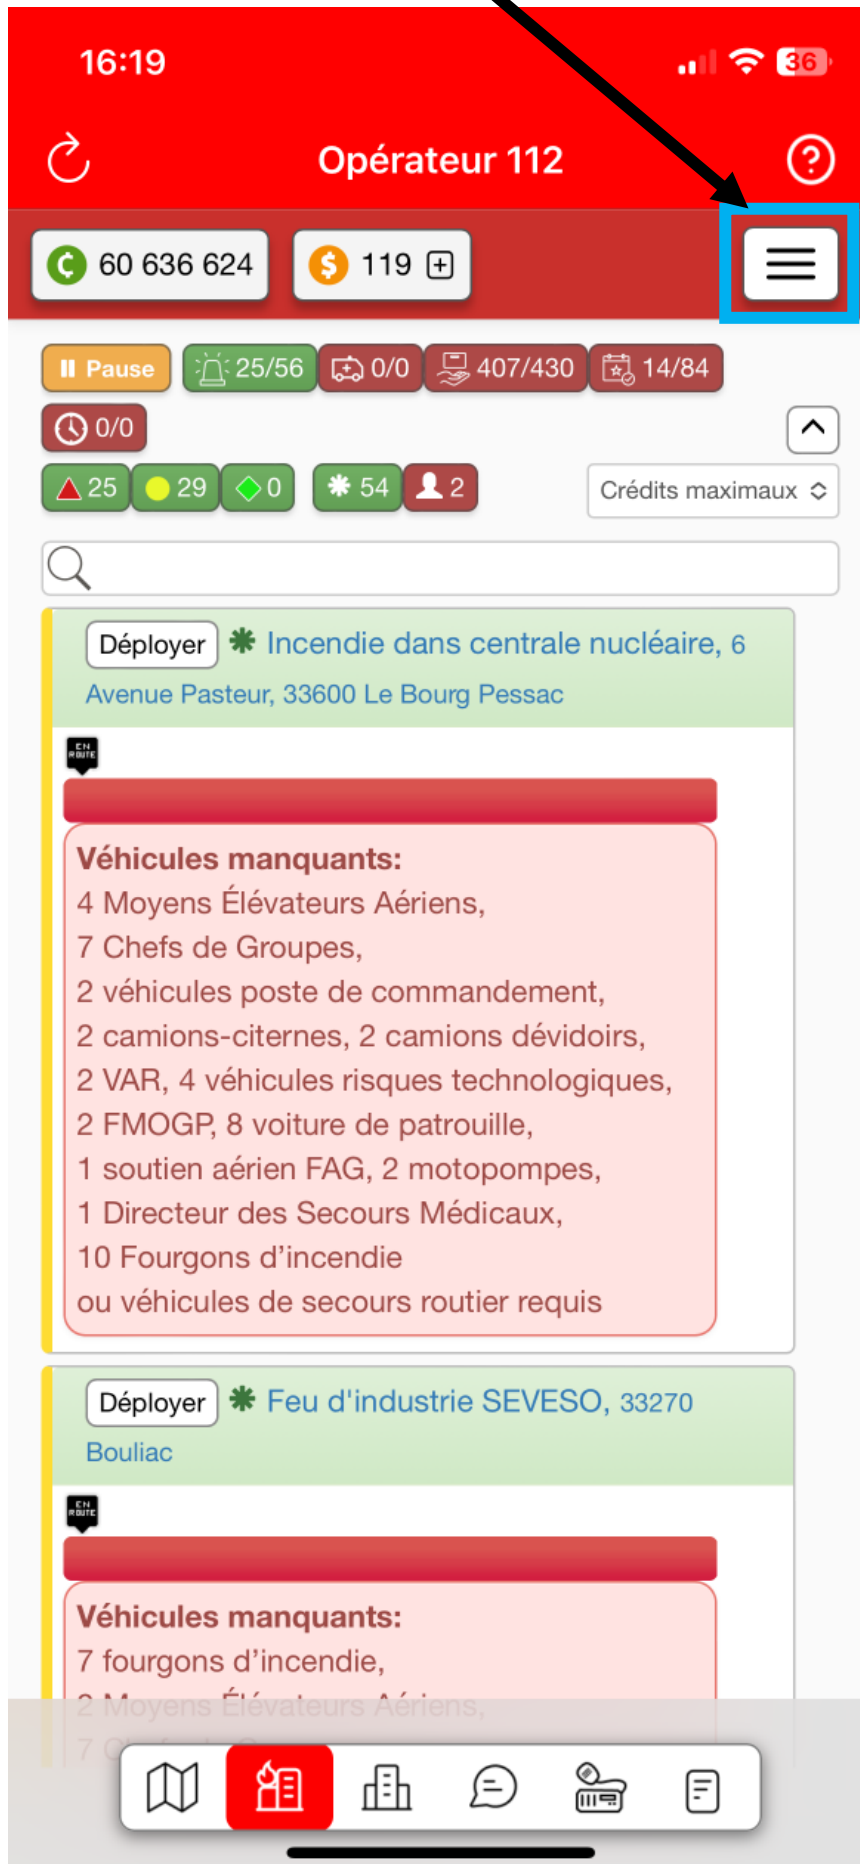 16:19
36
Opérateur 112
60 636 624
119
Pause
25/56
0/0
407/430
14/84
0/0
25
29
0
54
2
Crédits maximaux
Déployer Incendie dans centrale nucléaire, 6
Avenue Pasteur, 33600 Le Bourg Pessac
EN
ROUTE
Véhicules manquants:
4 Moyens Élévateurs Aériens,
7 Chefs de Groupes,
2 véhicules poste de commandement,
2 camions-citernes, 2 camions dévidoirs,
2 VAR, 4 véhicules risques technologiques,
2 FMOGP, 8 voiture de patrouille,
1 soutien aérien FAG, 2 motopompes,
1 Directeur des Secours Médicaux,
10 Fourgons d’incendie
ou véhicules de secours routier requis
Déployer Feu d'industrie SEVESO, 33270
Bouliac
EN
ROUTE
Véhicules manquants:
7 fourgons d’incendie,
2 Moyens Élévateurs Aériens,
7